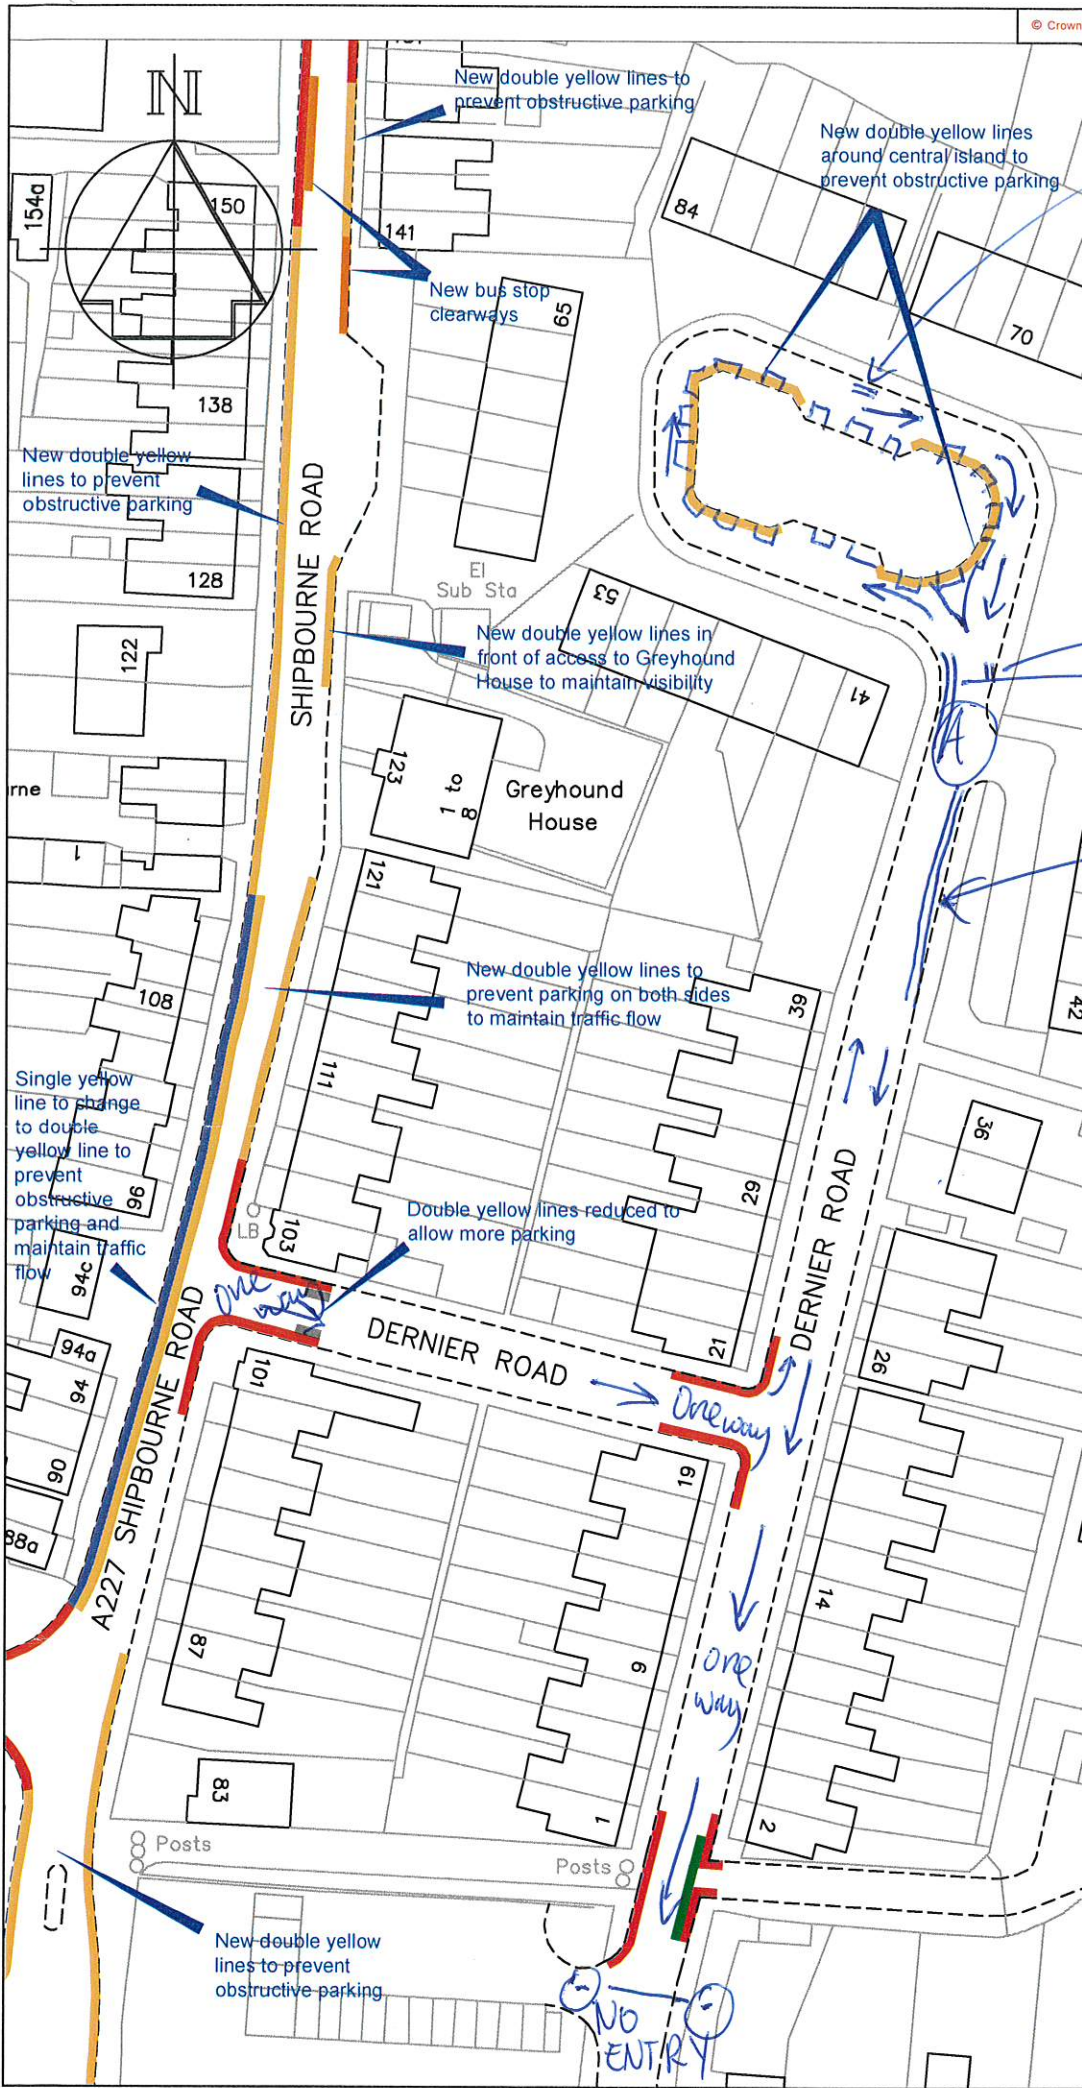 © Crown
N
New double yellow lines to
prevent obstructive parking
New double yellow lines
around central island to
prevent obstructive parking
154a
150
141
84
70
65
New bus stop
clearways
138
New double yellow
lines to prevent
obstructive parking
128
SHIPBOURNE ROAD
El
Sub Sta
53
41
122
New double yellow lines in
front of access to Greyhound
House to maintain visibility
A
123
1 to 8
Greyhound
House
rne
1
121
108
New double yellow lines to
prevent parking on both sides
to maintain traffic flow
39
42
111
Single yellow
line to change
to double
yellow line to
prevent
obstructive
parking and
maintain traffic
flow
96
94c
94a
94
90
88a
LB
103
29
36
DERNIER ROAD
Double yellow lines reduced to
allow more parking
One
way
DERNIER ROAD
21
26
One way
101
A227 SHIPBOURNE ROAD
19
14
87
9
one
way
83
1
2
Posts
Posts
New double yellow
lines to prevent
obstructive parking
NO
ENTRY